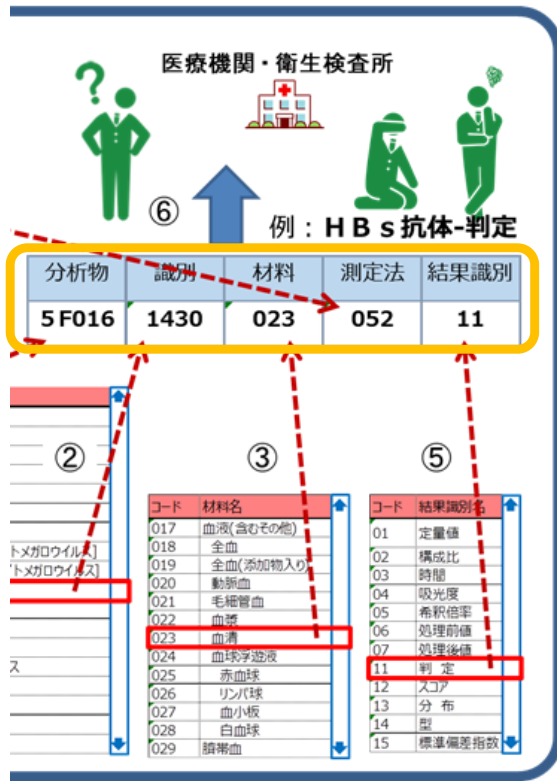 ?
医療機関・衛生検査所
⑥
例：ＨＢｓ抗体-判定
分析物 識別 材料 測定法 結果識別
5F016 1430 023 052 11
② ③ ⑤
トメガロウイルス]
トメガロウイルス]
ス
コード 材料名
017 血液(含むその他)
018 全血
019 全血(添加物入り)
020 動脈血
021 毛細管血
022 血漿
023 血清
024 血球浮遊液
025 赤血球
026 リンパ球
027 血小板
028 白血球
029 臍帯血
コード 結果識別名
01 定量値
02 構成比
03 時間
04 吸光度
05 希釈倍率
06 処理前値
07 処理後値
11 判 定
12 スコア
13 分 布
14 型
15 標準偏差指数